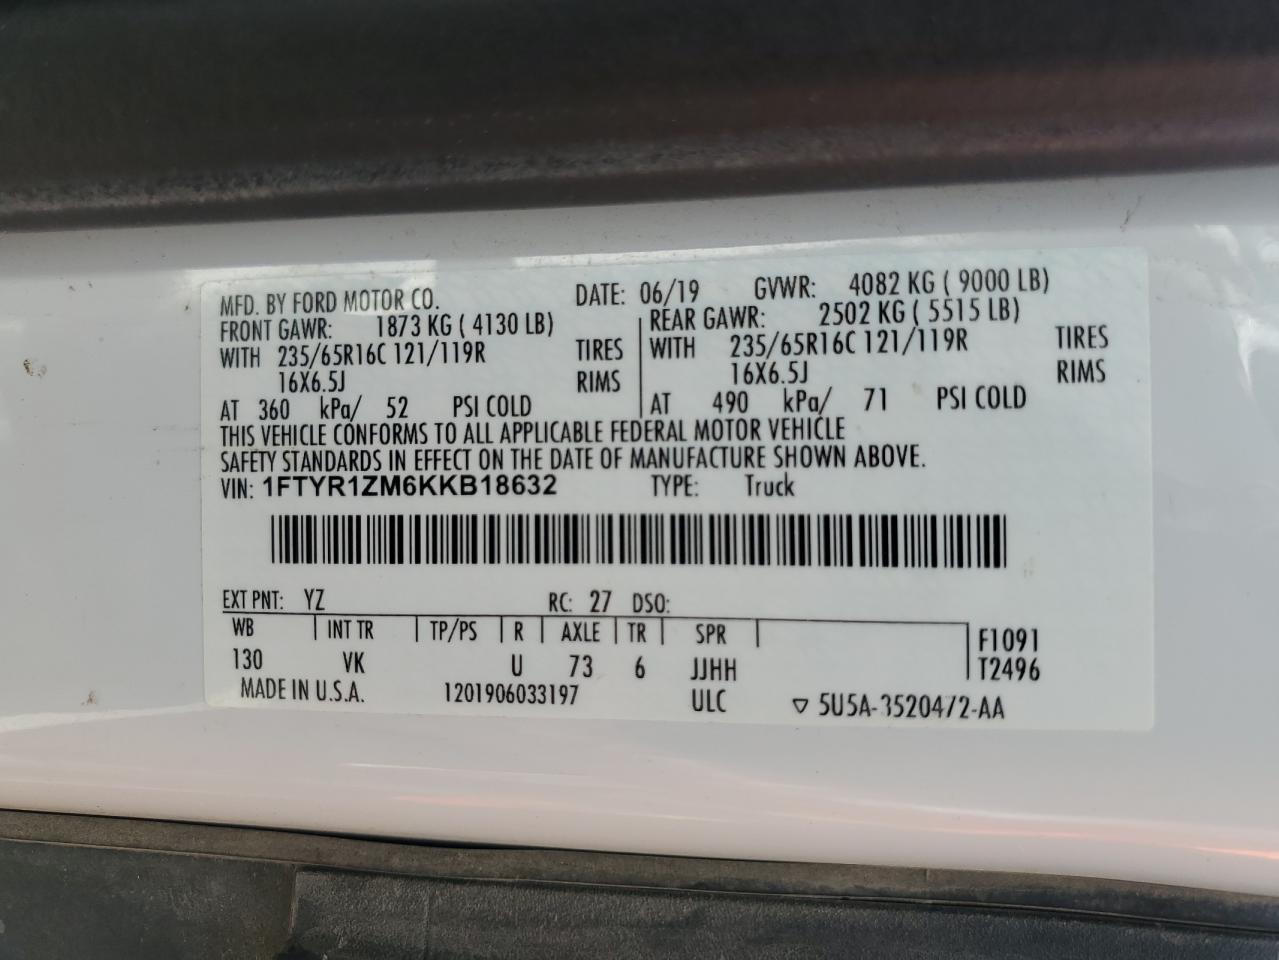 MFD. BY FORD MOTOR CO. DATE: 06/19 GVWR: 4082 KG ( 9000 LB)
FRONT GAWR: 1873 KG ( 4130 LB) REAR GAWR: 2502 KG ( 5515 LB)
WITH 235/65R16C 121/119R TIRES WITH 235/65R16C 121/119R TIRES
16X6.5J RIMS 16X6.5J RIMS
AT 360 kPa/ 52 PSI COLD AT 490 kPa/ 71 PSI COLD
THIS VEHICLE CONFORMS TO ALL APPLICABLE FEDERAL MOTOR VEHICLE
SAFETY STANDARDS IN EFFECT ON THE DATE OF MANUFACTURE SHOWN ABOVE.
VIN: 1FTYR1ZM6KKB18632 TYPE: Truck
EXT PNT: YZ RC: 27 DSO:
WB INT TR TP/PS R AXLE TR SPR F1091
130 VK U 73 6 JJHH T2496
MADE IN U.S.A. 1201906033197 ULC ▽ 5U5A-3520472-AA